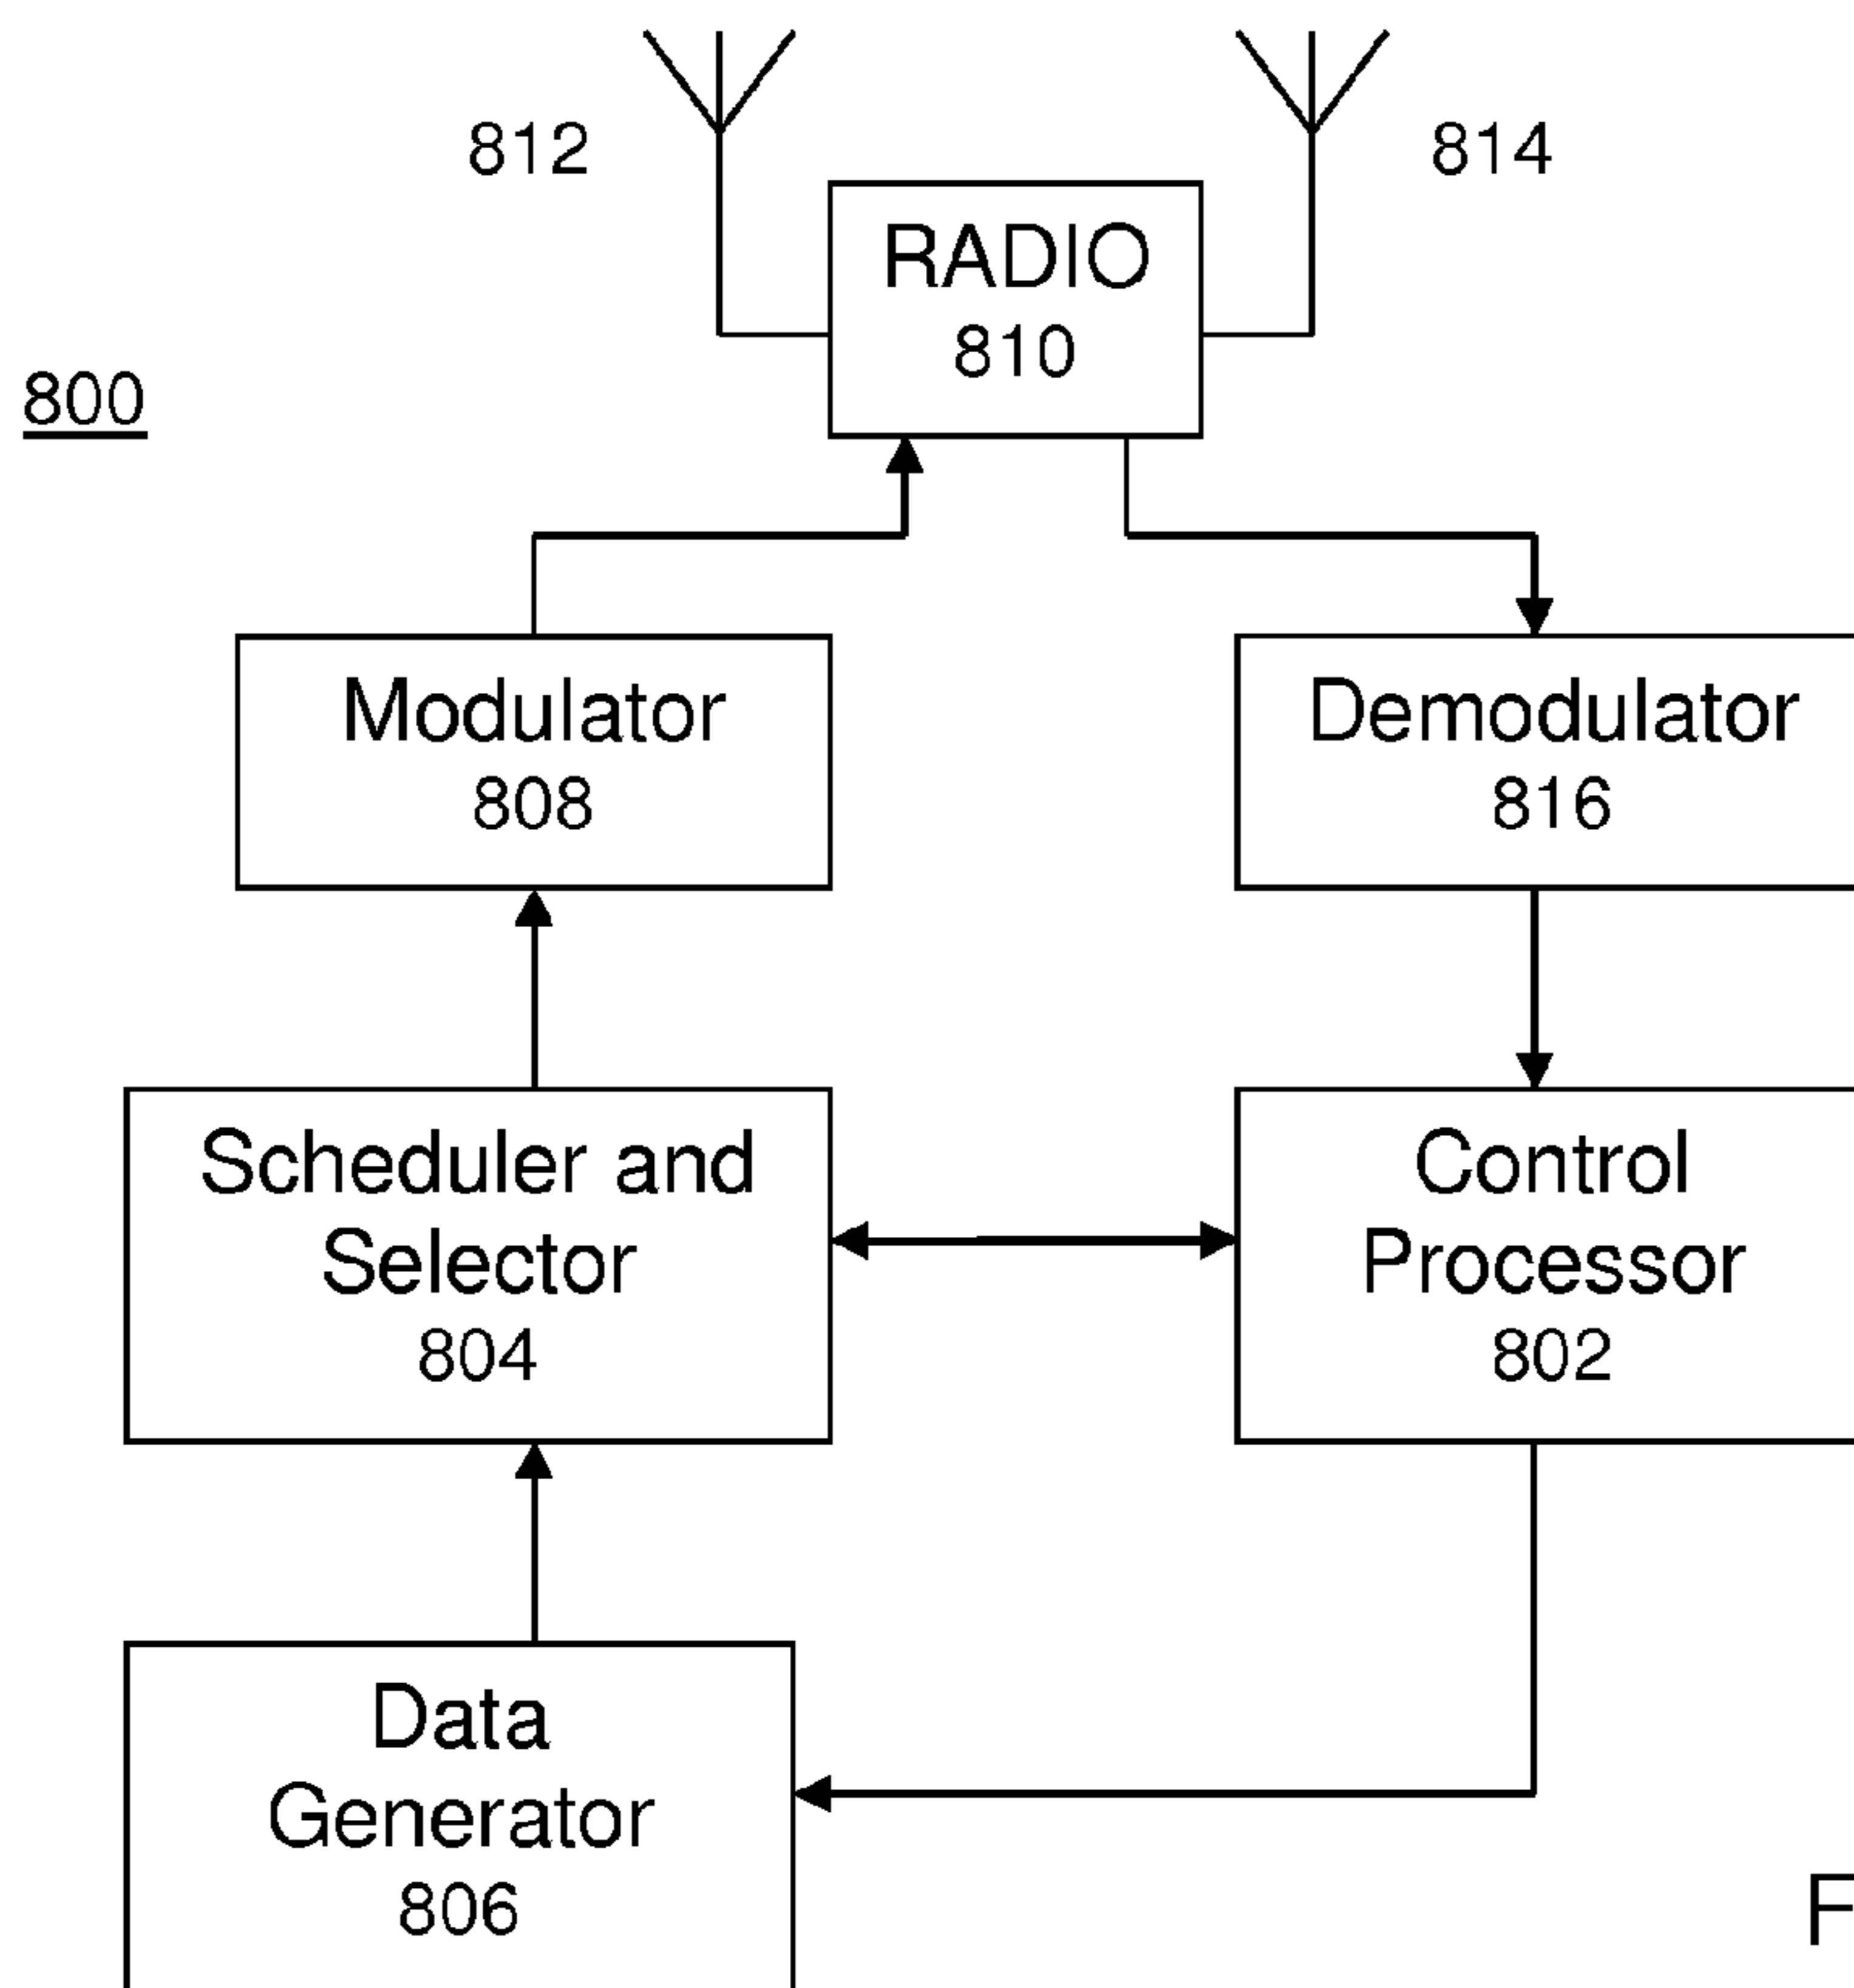 812
814
RADIO
810
800
Modulator
808
Demodulator
816
Scheduler and
Selector
804
Control
Processor
802
Data
Generator
806
F